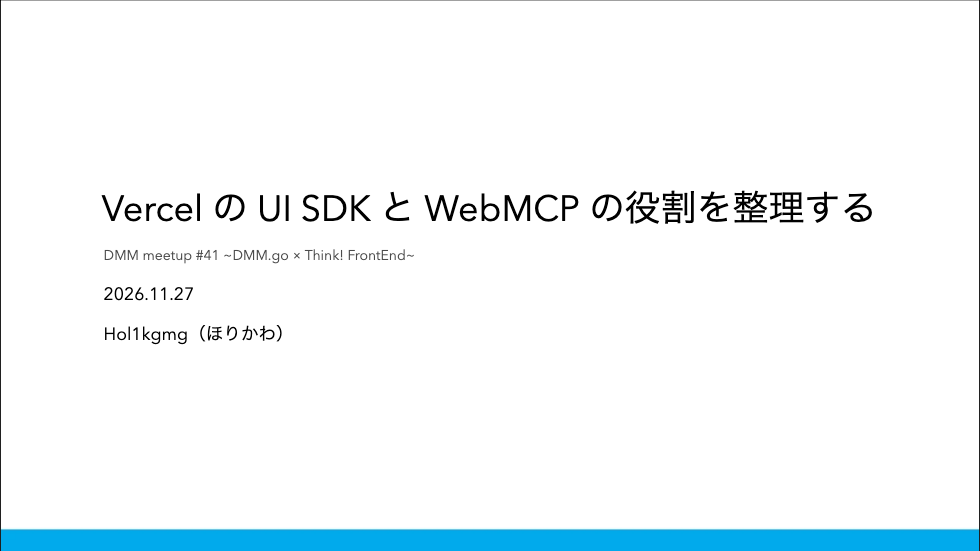 Vercel の UI SDK と WebMCP の役割を整理する
DMM meetup #41 ~DMM.go × Think! FrontEnd~
2026.11.27
Hol1kgmg（ほりかわ）